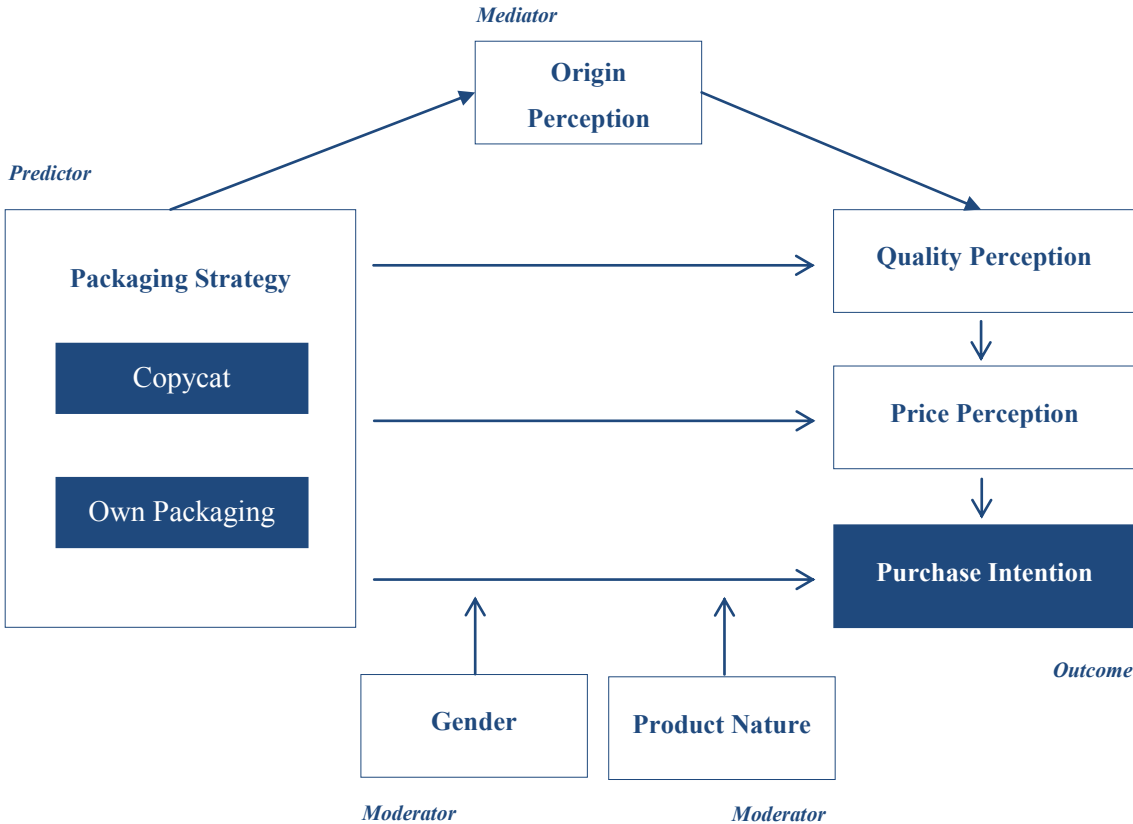 Mediator
Origin
Perception
Predictor
Packaging Strategy
Copycat
Own Packaging
Quality Perception
Price Perception
Purchase Intention
Outcome
Gender
Product Nature
Moderator
Moderator